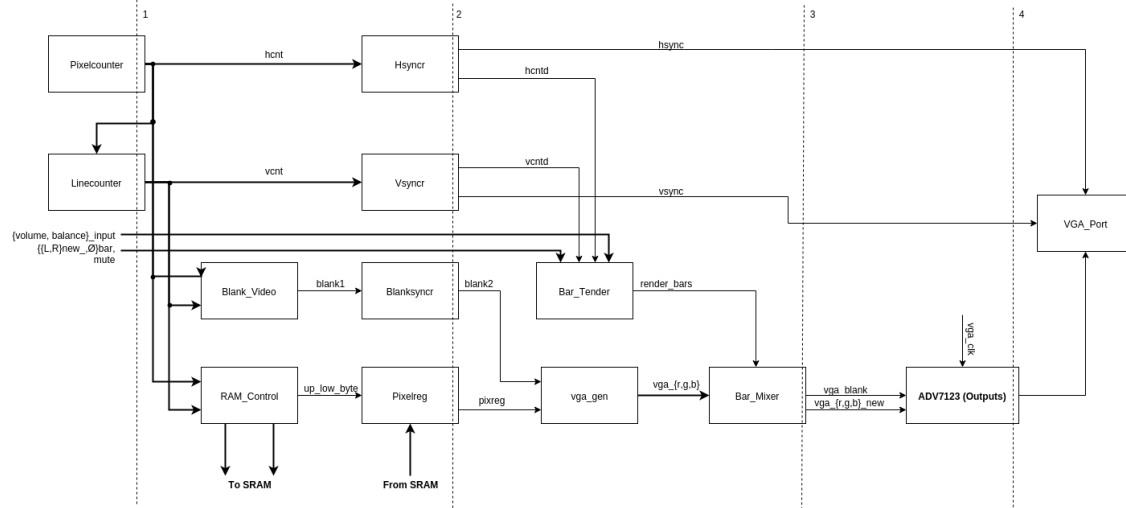 1
2
3
4
Pixelcounter
hcnt
Hsyncr
hsync
hcntd
Linecounter
vcnt
Vsyncr
vcntd
vsync
VGA_Port
{volume, balance}_input
{{L,R}new_,Ø}bar,
mute
Blank_Video
blank1
Blanksyncr
blank2
Bar_Tender
render_bars
vga_clk
RAM_Control
up_low_byte
Pixelreg
pixreg
vga_gen
vga_{r,g,b}
Bar_Mixer
vga_blank
vga_{r,g,b}_new
ADV7123 (Outputs)
To SRAM
From SRAM